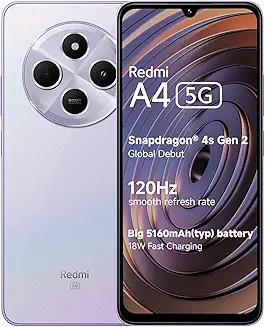 Redmi
A4 5G
Snapdragon® 4s Gen 2
Global Debut
120Hz
smooth refresh rate
Big 5160mAh(typ) battery
18W Fast Charging
Redmi
5G